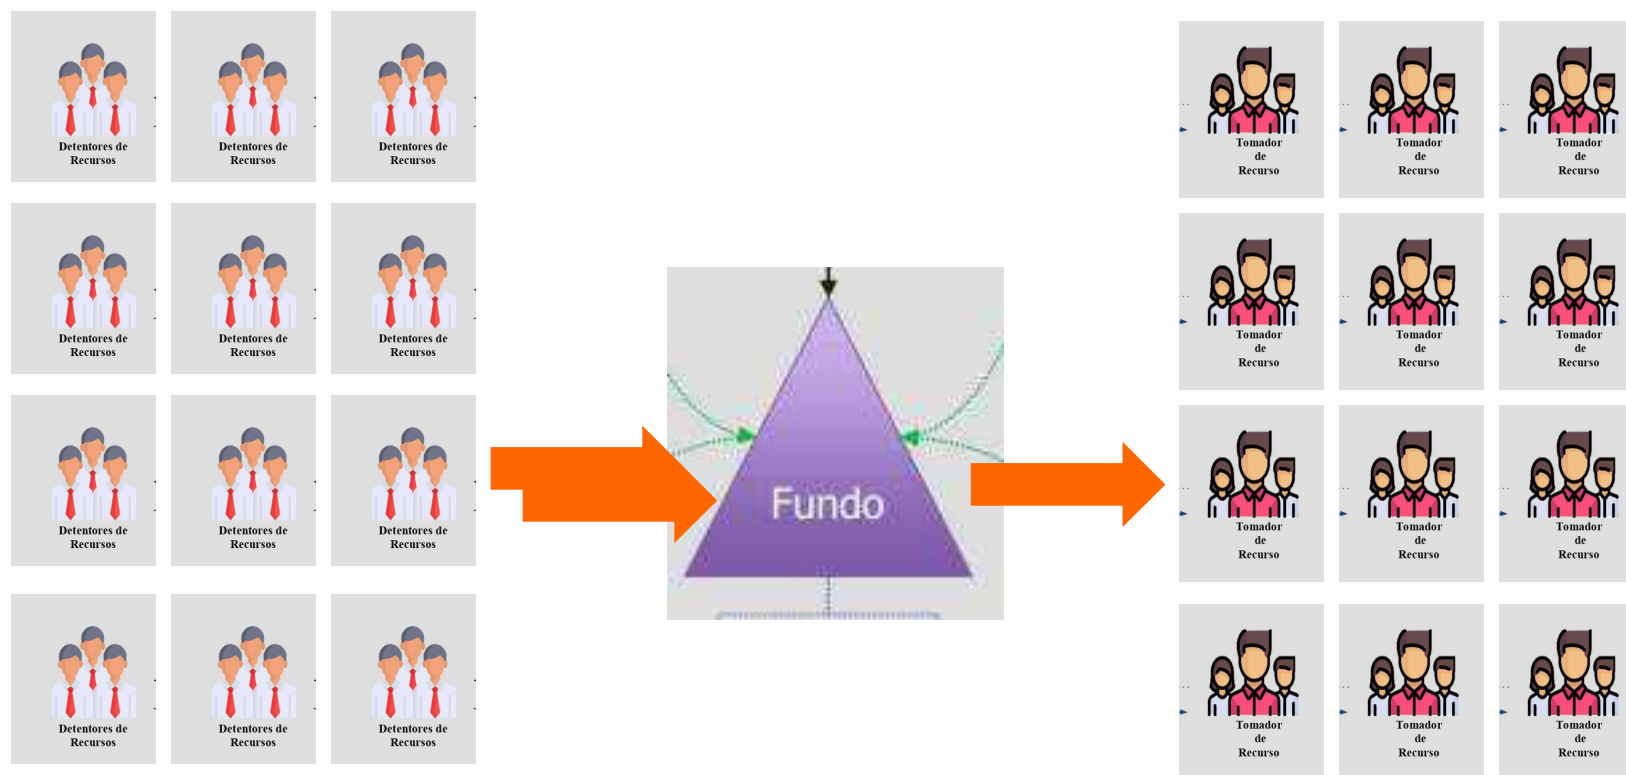 Detentores de
Recursos
Detentores de
Recursos
Detentores de
Recursos
Tomador
de
Recurso
Tomador
de
Recurso
Tomador
de
Recurso
Detentores de
Recursos
Detentores de
Recursos
Detentores de
Recursos
Tomador
de
Recurso
Tomador
de
Recurso
Tomador
de
Recurso
Fundo
Detentores de
Recursos
Detentores de
Recursos
Detentores de
Recursos
Tomador
de
Recurso
Tomador
de
Recurso
Tomador
de
Recurso
Detentores de
Recursos
Detentores de
Recursos
Detentores de
Recursos
Tomador
de
Recurso
Tomador
de
Recurso
Tomador
de
Recurso